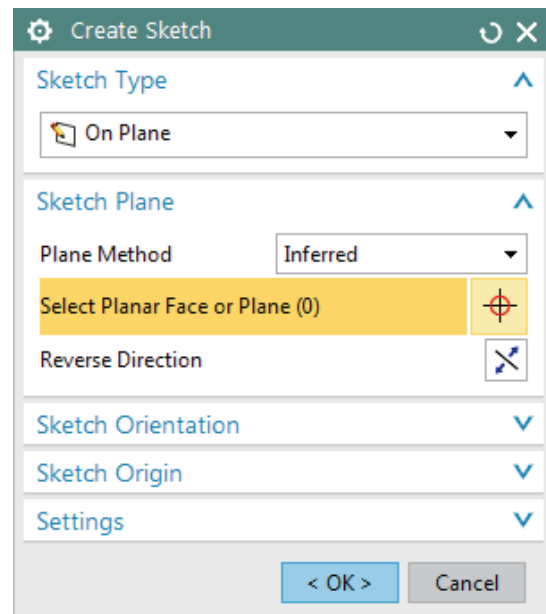 Create Sketch
Sketch Type
On Plane
Sketch Plane
Plane Method Inferred
Select Planar Face or Plane (0)
Reverse Direction
Sketch Orientation
Sketch Origin
Settings
< OK > Cancel